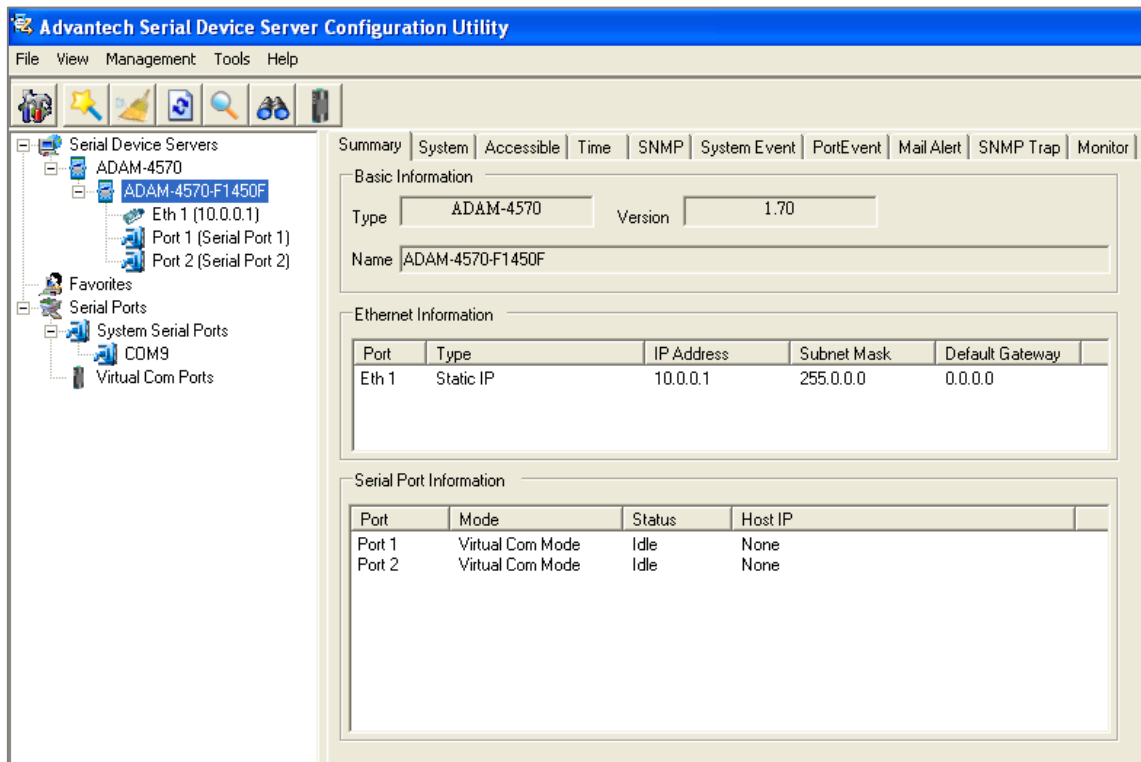 Advantech Serial Device Server Configuration Utility
File View Management Tools Help
Serial Device Servers
ADAM-4570
ADAM-4570-F1450F
Eth 1 (10.0.0.1)
Port 1 (Serial Port 1)
Port 2 (Serial Port 2)
Favorites
Serial Ports
System Serial Ports
COM9
Virtual Com Ports
Summary System Accessible Time SNMP System Event PortEvent Mail Alert SNMP Trap Monitor
Basic Information
Type ADAM-4570 Version 1.70
Name ADAM-4570-F1450F
Ethernet Information
Port Type IP Address Subnet Mask Default Gateway
Eth 1 Static IP 10.0.0.1 255.0.0.0 0.0.0.0
Serial Port Information
Port Mode Status Host IP
Port 1 Virtual Com Mode Idle None
Port 2 Virtual Com Mode Idle None